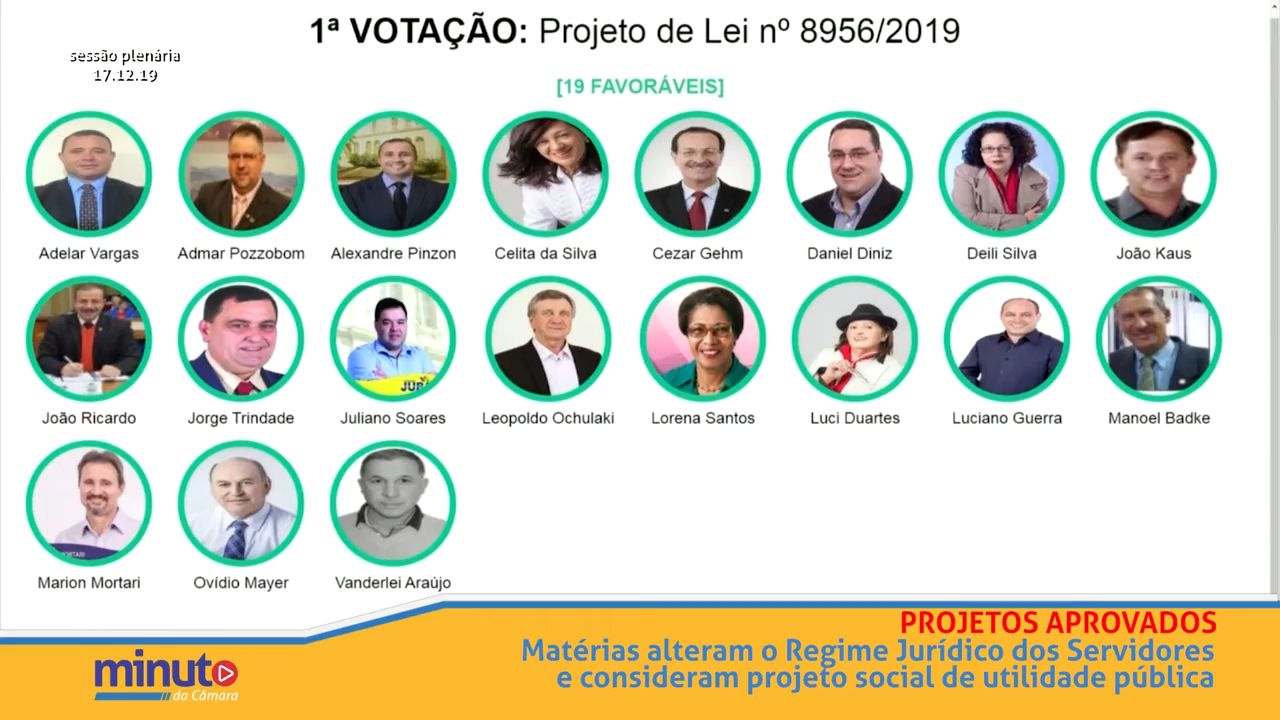 1ª VOTAÇÃO: Projeto de Lei nº 8956/2019
sessão plenária
17.12.19
[19 FAVORÁVEIS]
Adelar Vargas
Admar Pozzobom
Alexandre Pinzon
Celita da Silva
Cezar Gehm
Daniel Diniz
Deili Silva
João Kaus
João Ricardo
Jorge Trindade
Juliano Soares
Leopoldo Ochulaki
Lorena Santos
Luci Duartes
Luciano Guerra
Manoel Badke
Marion Mortari
Ovídio Mayer
Vanderlei Araújo
PROJETOS APROVADOS
Matérias alteram o Regime Jurídico dos Servidores
e consideram projeto social de utilidade pública
minuto
da Câmara